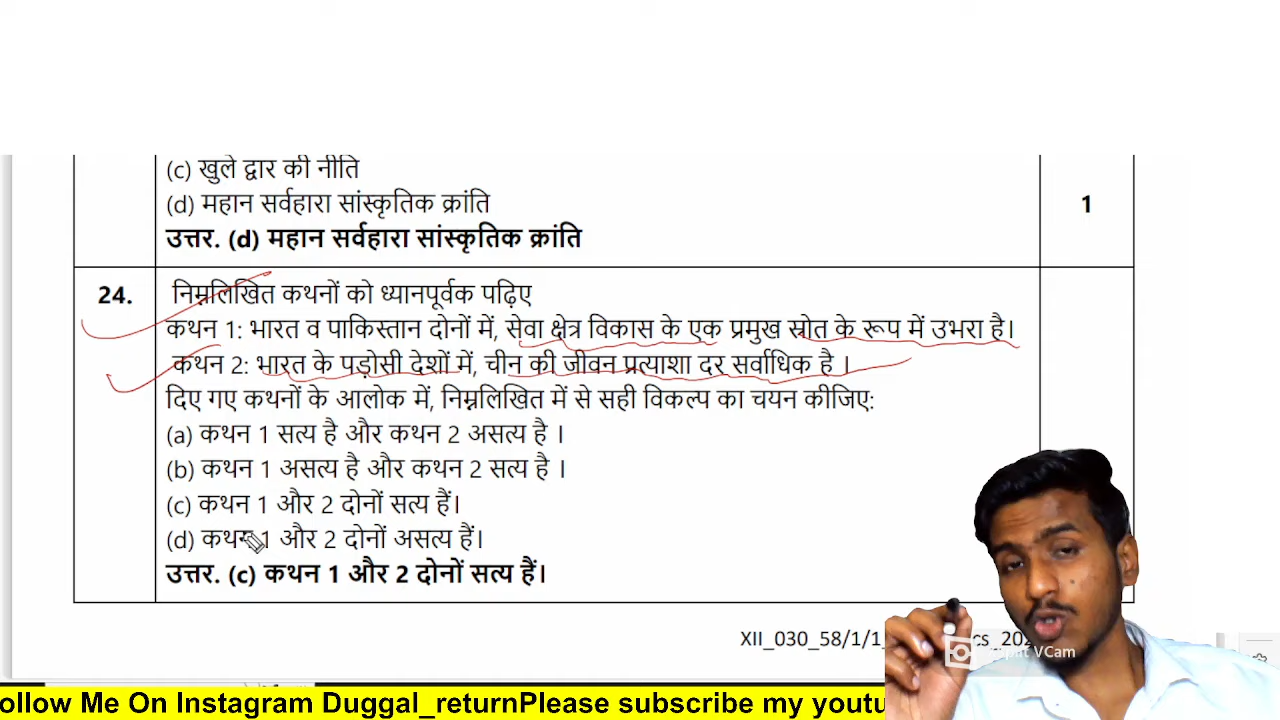 (c) खुले द्वार की नीति
(d) महान सर्वहारा सांस्कृतिक क्रांति
1
उत्तर. (d) महान सर्वहारा सांस्कृतिक क्रांति
24. निम्नलिखित कथनों को ध्यानपूर्वक पढ़िए
कथन 1: भारत व पाकिस्तान दोनों में, सेवा क्षेत्र विकास के एक प्रमुख स्रोत के रूप में उभरा है।
कथन 2: भारत के पड़ोसी देशों में, चीन की जीवन प्रत्याशा दर सर्वाधिक है ।
दिए गए कथनों के आलोक में, निम्नलिखित में से सही विकल्प का चयन कीजिए:
(a) कथन 1 सत्य है और कथन 2 असत्य है ।
(b) कथन 1 असत्य है और कथन 2 सत्य है ।
(c) कथन 1 और 2 दोनों सत्य हैं।
(d) कथन 1 और 2 दोनों असत्य हैं।
उत्तर. (c) कथन 1 और 2 दोनों सत्य हैं।
XII_030_58/1/1_
VCam
ollow Me On Instagram Duggal_returnPlease subscribe my youtu